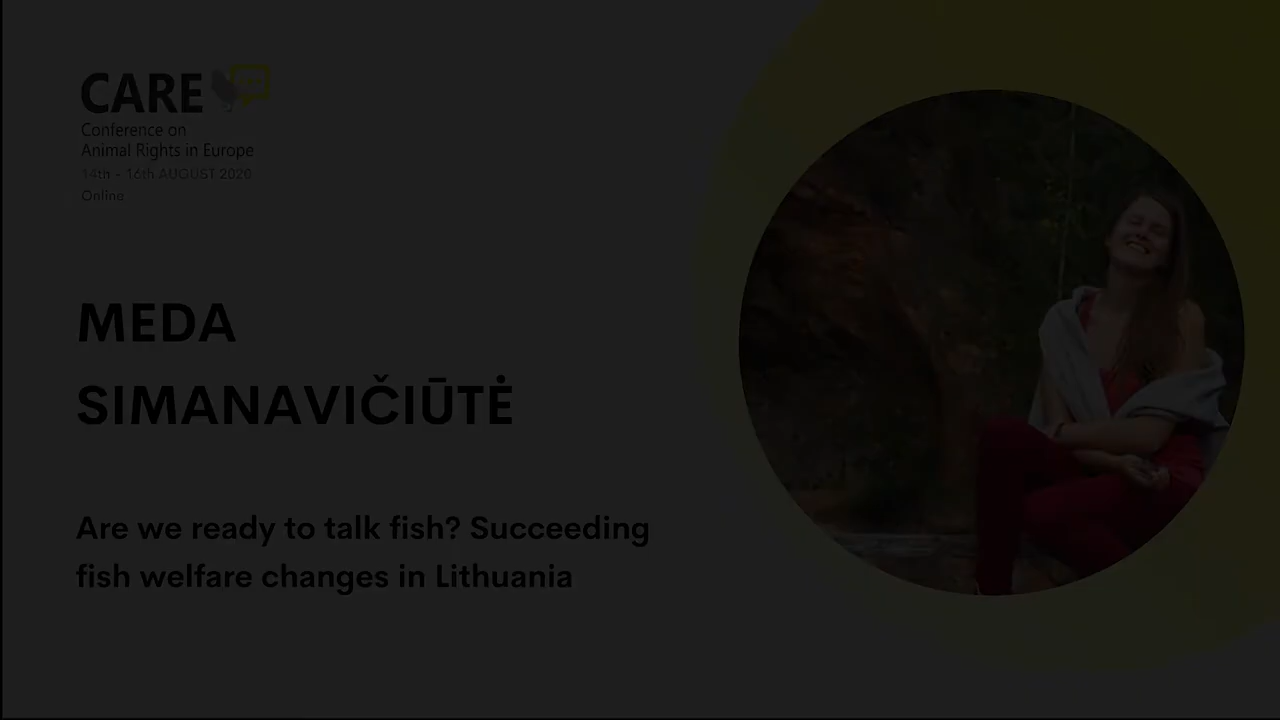 CARE
Conference on
Animal Rights in Europe
14th - 16th AUGUST 2020
Online
MEDA
SIMANAVIČIŪTĖ
Are we ready to talk fish? Succeeding
fish welfare changes in Lithuania